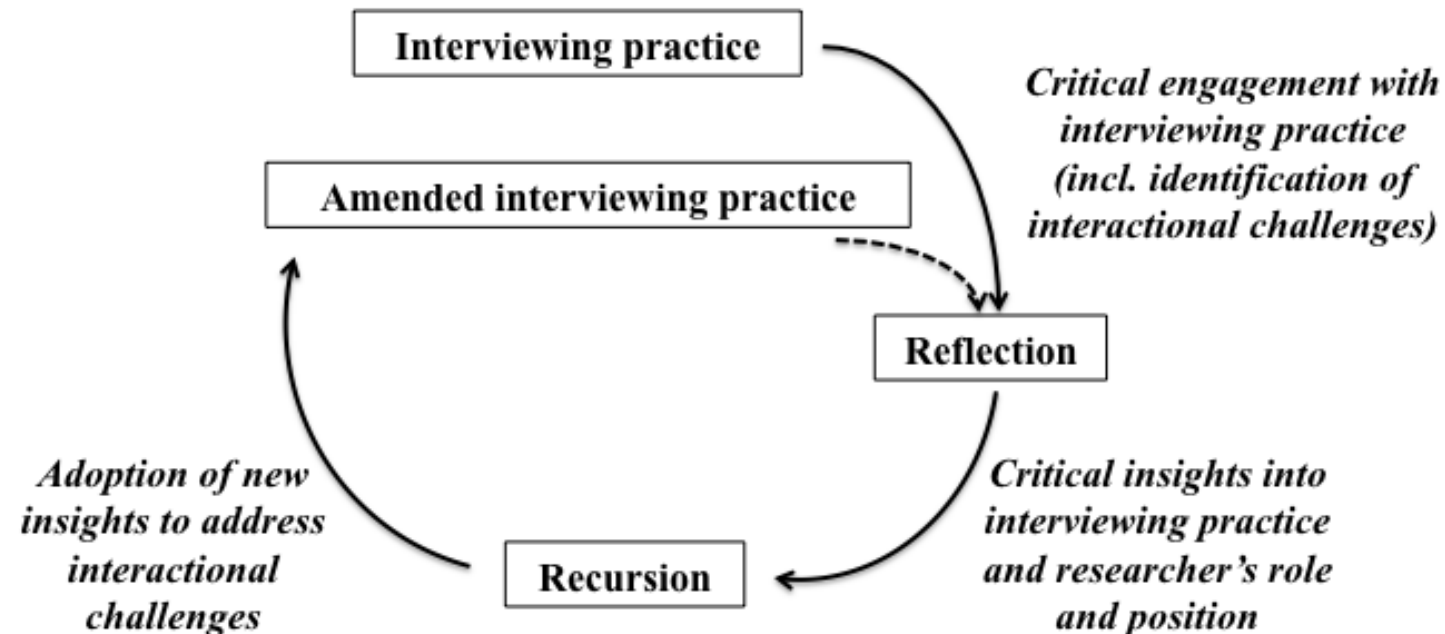 Interviewing practice
Critical engagement with
interviewing practice
(incl. identification of
interactional challenges)
Amended interviewing practice
Reflection
Critical insights into
interviewing practice
and researcher’s role
and position
Recursion
Adoption of new
insights to address
interactional
challenges